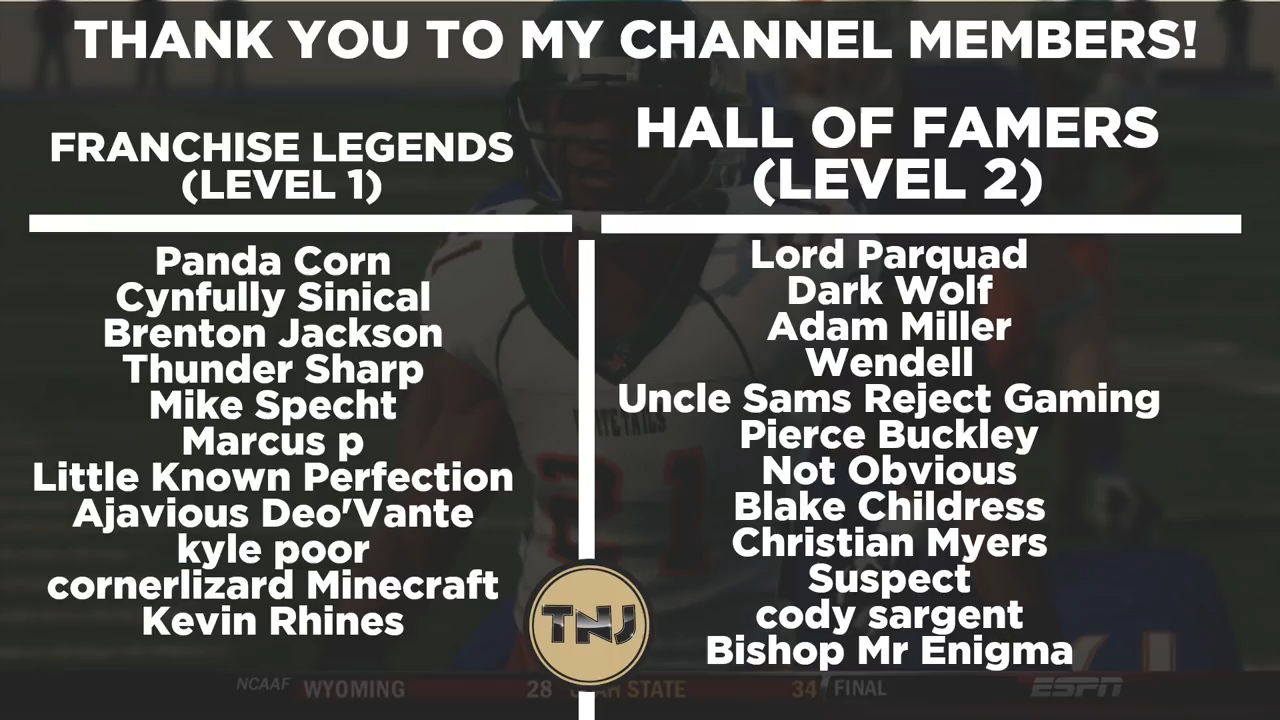 THANK YOU TO MY CHANNEL MEMBERS!
FRANCHISE LEGENDS
(LEVEL 1)
Panda Corn
Cynfully Sinical
Brenton Jackson
Thunder Sharp
Mike Specht
Marcus p
Little Known Perfection
Ajavious Deo'Vante
kyle poor
cornerlizard Minecraft
Kevin Rhines
HALL OF FAMERS
(LEVEL 2)
Lord Parquad
Dark Wolf
Adam Miller
Wendell
Uncle Sams Reject Gaming
Pierce Buckley
Not Obvious
Blake Childress
Christian Myers
Suspect
cody sargent
Bishop Mr Enigma
TNJ
21
NCAAF WYOMING 28 STATE 34 FINAL ESPN